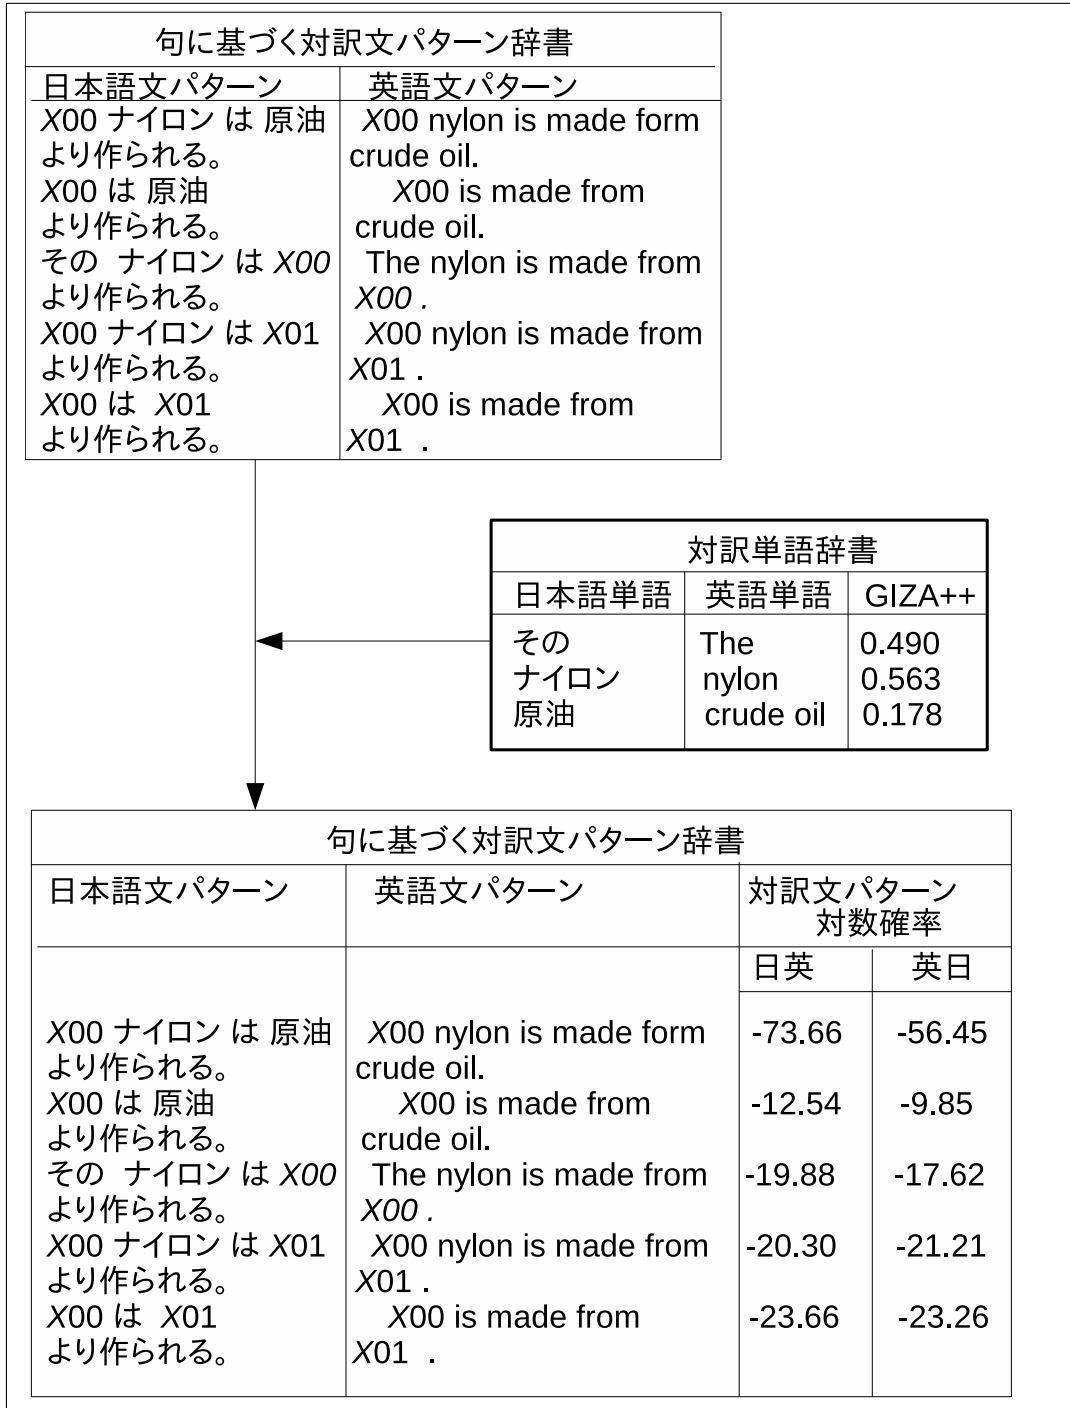 句に基づく対訳文パターン辞書
日本語文パターン 英語文パターン
X00 ナイロン は 原油 X00 nylon is made form
より作られる。 crude oil.
X00 は 原油 X00 is made from
より作られる。 crude oil.
その ナイロン は X00 The nylon is made from
より作られる。 X00 .
X00 ナイロン は X01 X00 nylon is made from
より作られる。 X01 .
X00 は X01 X00 is made from
より作られる。 X01 .
対訳単語辞書
日本語単語 英語単語 GIZA++
その The 0.490
ナイロン nylon 0.563
原油 crude oil 0.178
句に基づく対訳文パターン辞書
日本語文パターン 英語文パターン 対訳文パターン
対数確率
日英 英日
X00 ナイロン は 原油 X00 nylon is made form -73.66 -56.45
より作られる。 crude oil.
X00 は 原油 X00 is made from -12.54 -9.85
より作られる。 crude oil.
その ナイロン は X00 The nylon is made from -19.88 -17.62
より作られる。 X00 .
X00 ナイロン は X01 X00 nylon is made from -20.30 -21.21
より作られる。 X01 .
X00 は X01 X00 is made from -23.66 -23.26
より作られる。 X01 .